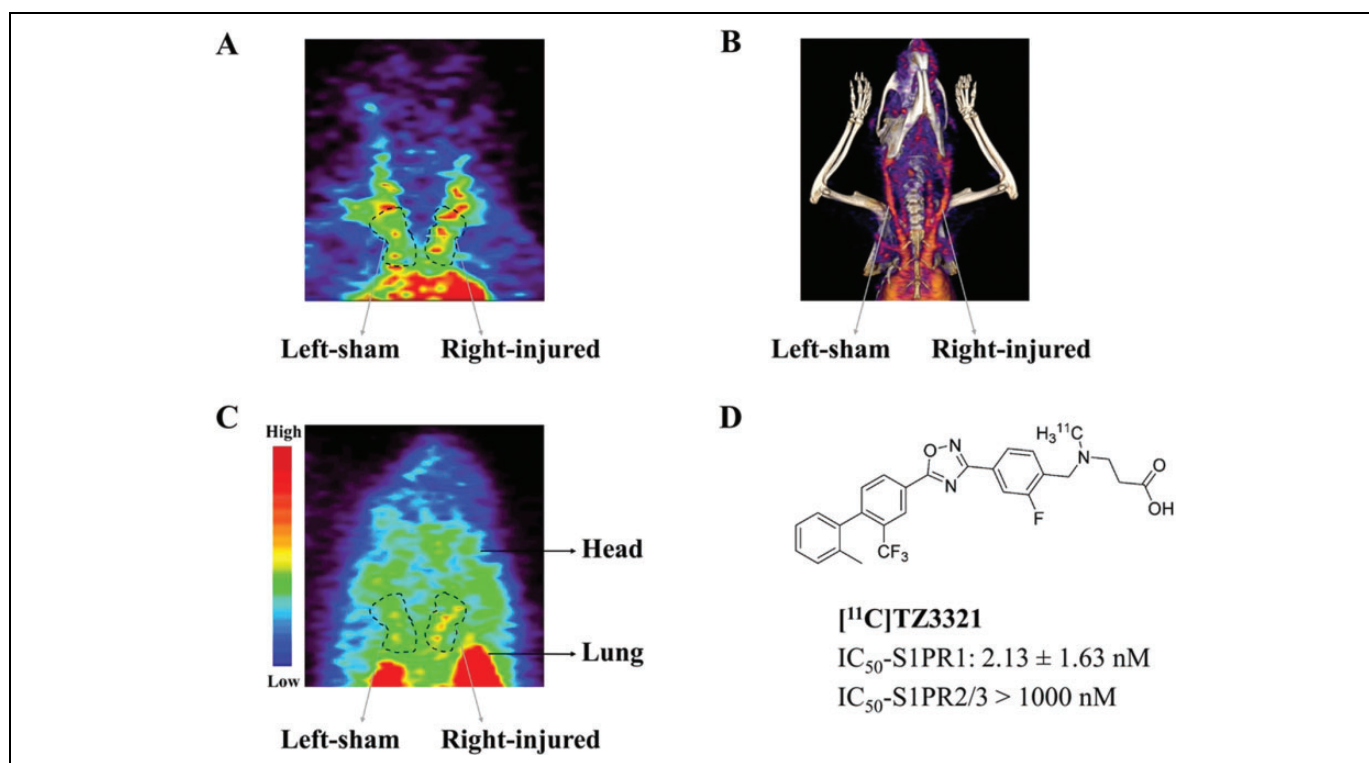 A
B
Left-sham Right-injured
Left-sham Right-injured
C
D
High
Low
Head
Lung
Left-sham Right-injured
H₃¹¹C
N
O
OH
F
O
N
N
CF₃
[¹¹C]TZ3321
IC₅₀-S1PR1: 2.13 ± 1.63 nM
IC₅₀-S1PR2/3 > 1000 nM